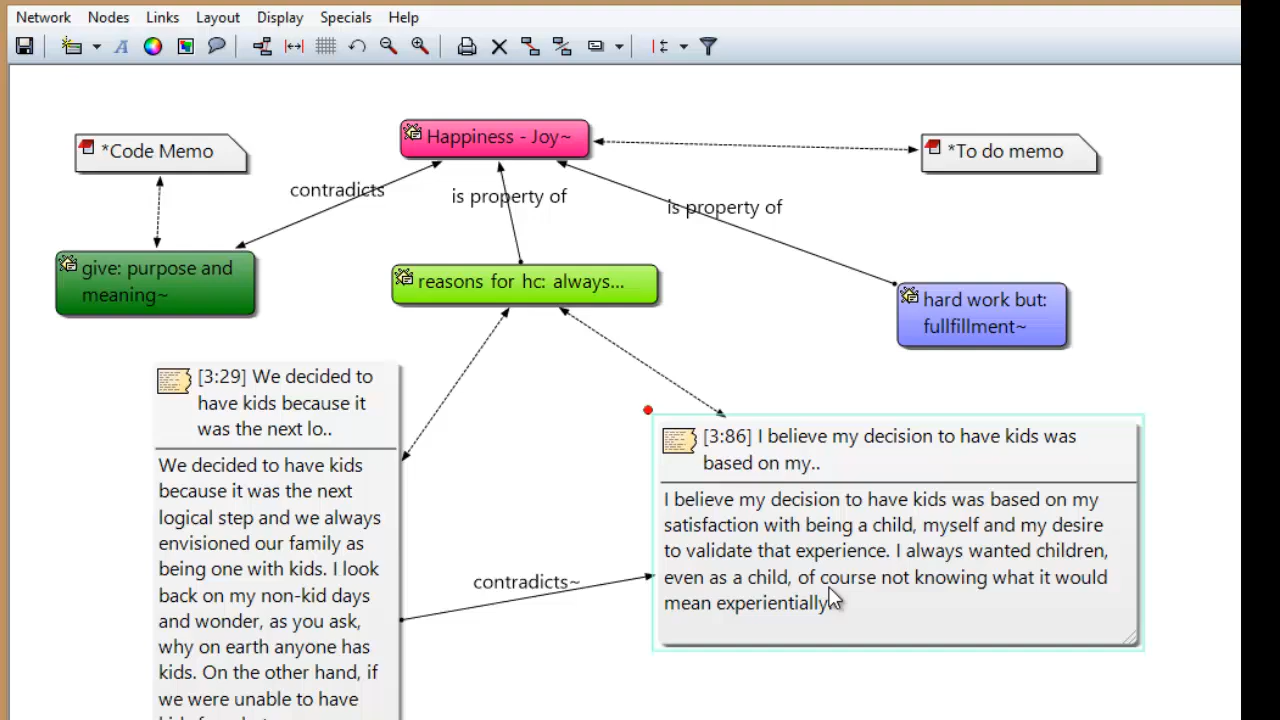 Network Nodes Links Layout Display Specials Help
*Code Memo
Happiness - Joy~
*To do memo
contradicts
is property of
is property of
give: purpose and
meaning~
reasons for hc: always...
hard work but:
fullfillment~
[3:29] We decided to
have kids because it
was the next lo..
We decided to have kids
because it was the next
logical step and we always
envisioned our family as
being one with kids. I look
back on my non-kid days
and wonder, as you ask,
why on earth anyone has
kids. On the other hand, if
we were unable to have
contradicts~
[3:86] I believe my decision to have kids was
based on my..
I believe my decision to have kids was based on my
satisfaction with being a child, myself and my desire
to validate that experience. I always wanted children,
even as a child, of course not knowing what it would
mean experientially